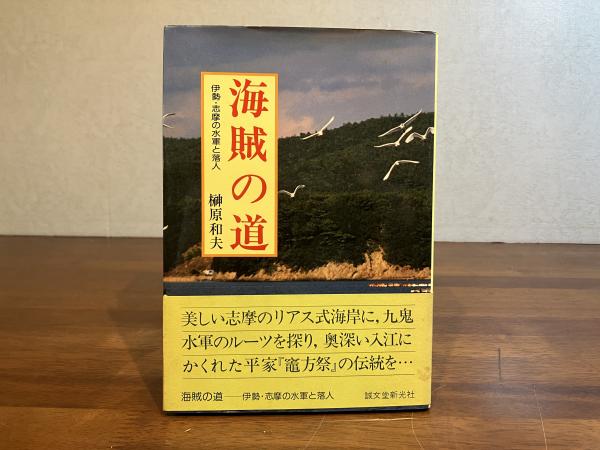 海賊の道
伊勢・志摩の水軍と落人
榊原和夫
美しい志摩のリアス式海岸に,九鬼
水軍のルーツを探り,奥深い入江に
かくれた平家『竈方祭』の伝統を…
海賊の道——伊勢・志摩の水軍と落人
誠文堂新光社